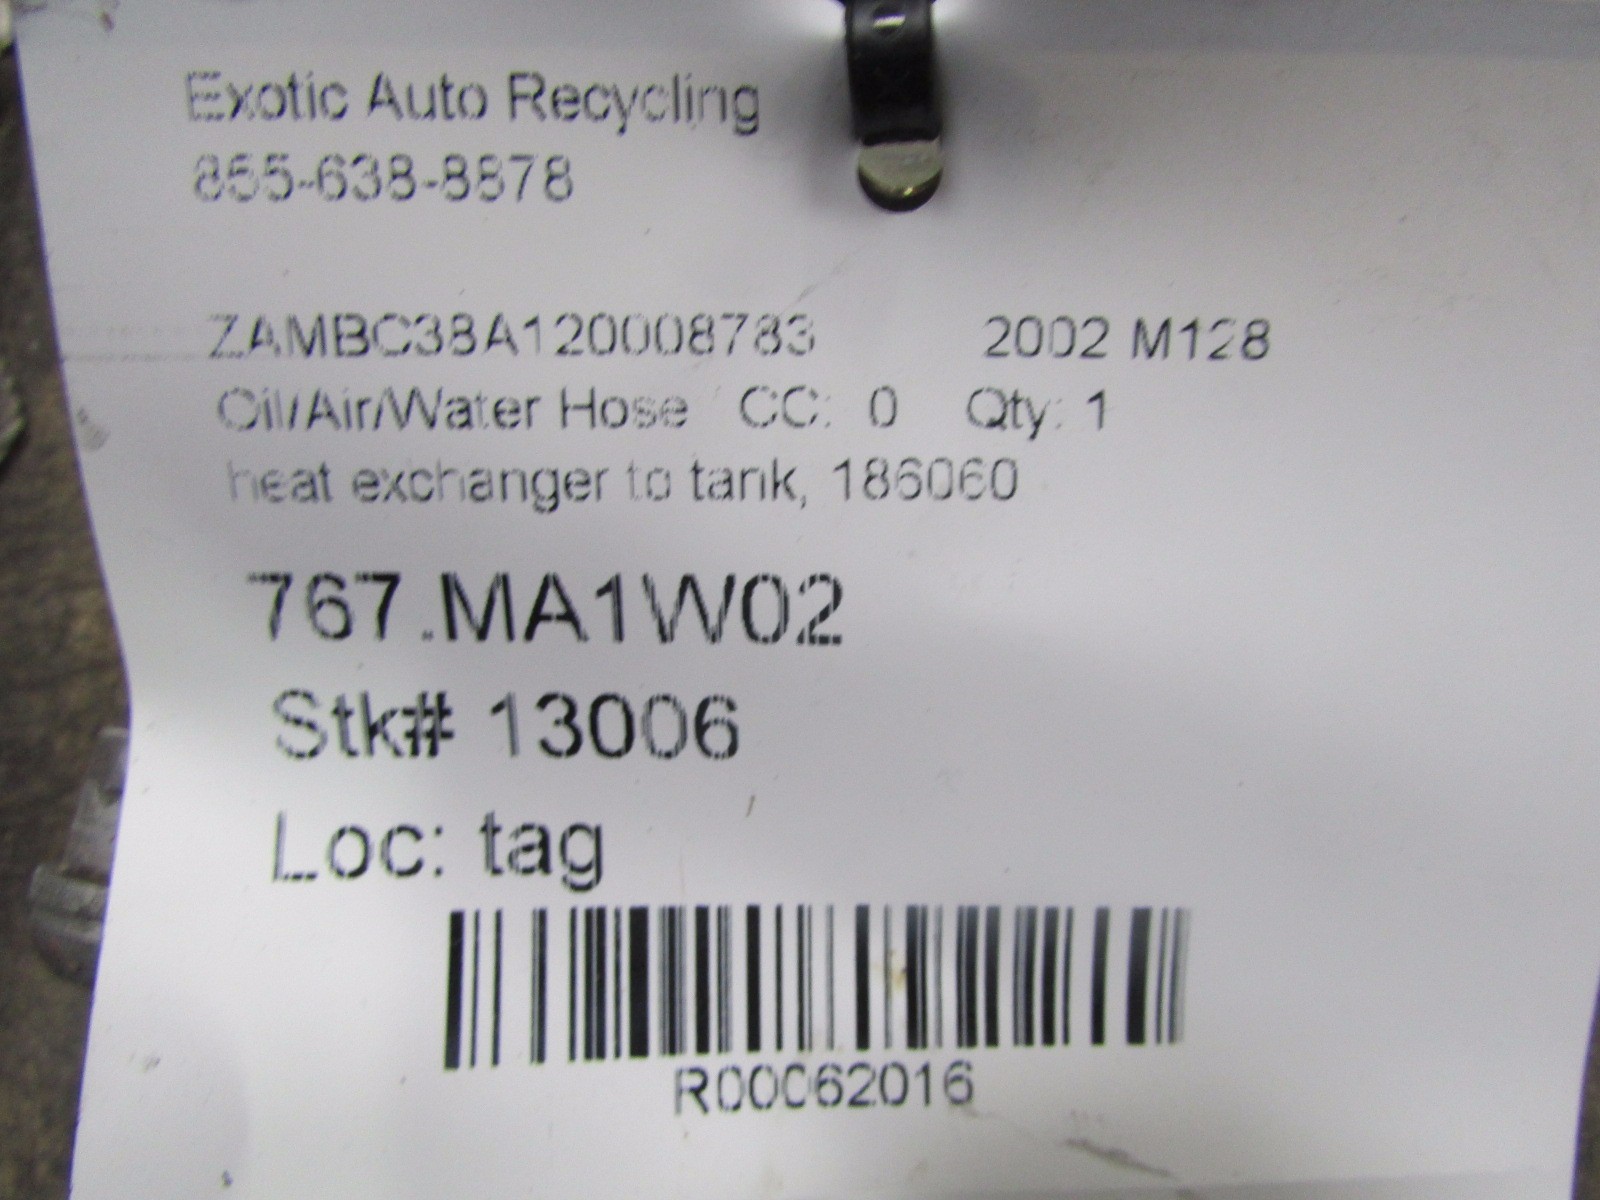 Exotic Auto Recycling
855-638-8878
ZAMBC38A120008783 2002 M128
Oil/Air/Water Hose CC: 0 Qty: 1
heat exchanger to tank, 186060
767.MA1W02
Stk# 13006
Loc: tag
R00062016